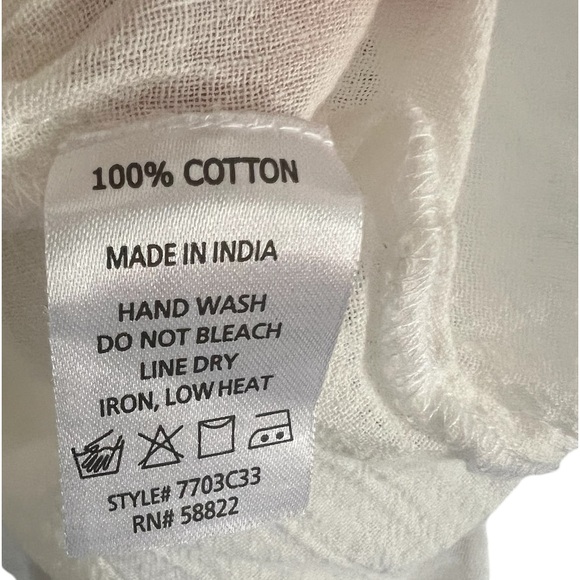 100% COTTON
MADE IN INDIA
HAND WASH
DO NOT BLEACH
LINE DRY
IRON, LOW HEAT
STYLE# 7703C33
RN# 58822